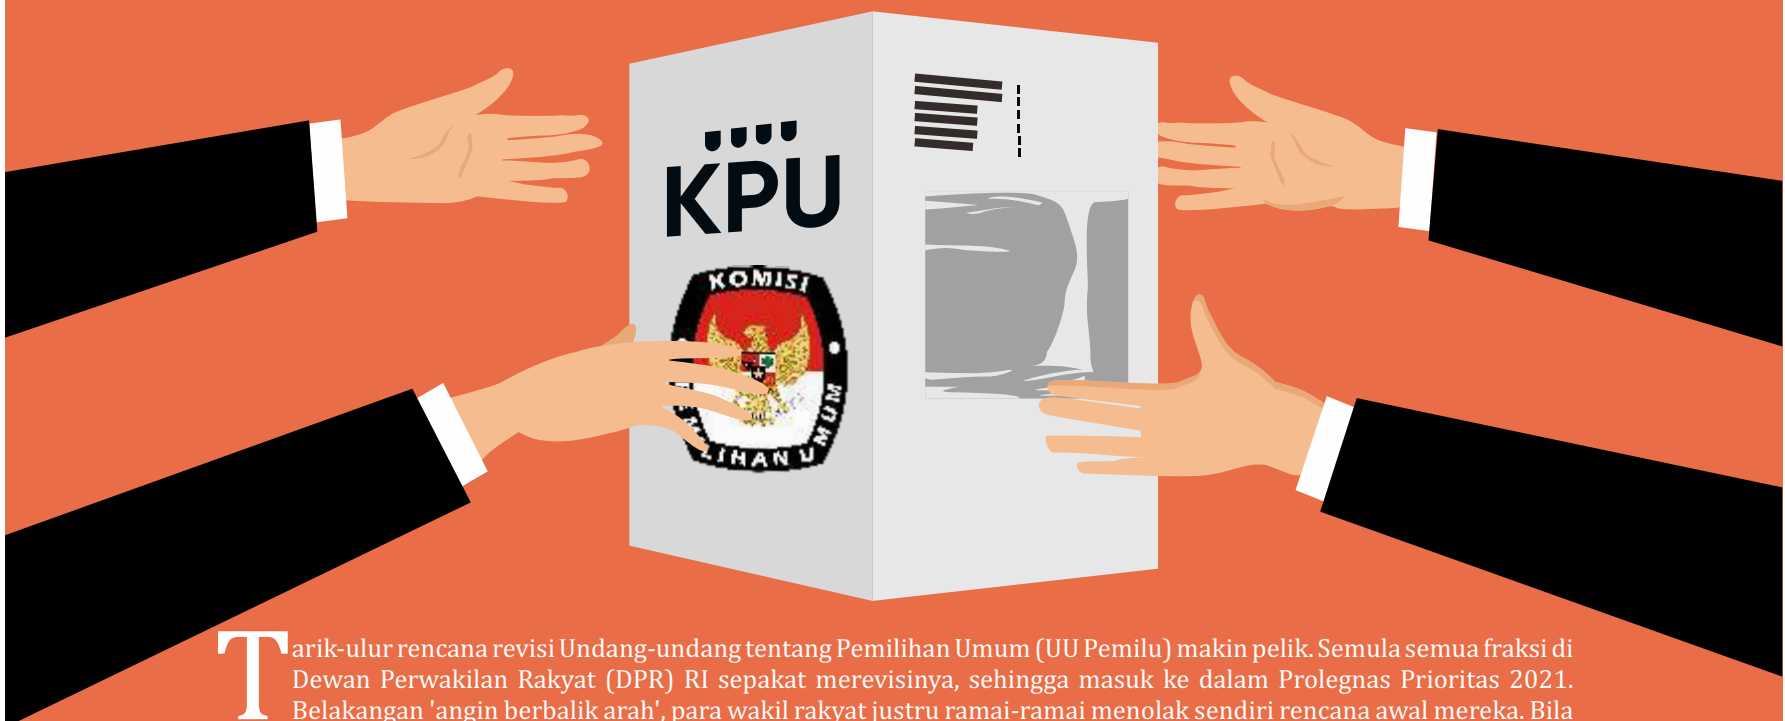 KPU
KOMISI
UMUM
Tarik-ulur rencana revisi Undang-undang tentang Pemilihan Umum (UU Pemilu) makin pelik. Semula semua fraksi di
Dewan Perwakilan Rakyat (DPR) RI sepakat merevisinya, sehingga masuk ke dalam Prolegnas Prioritas 2021.
Belakangan 'angin berbalik arah', para wakil rakyat justru ramai-ramai menolak sendiri rencana awal mereka. Bila